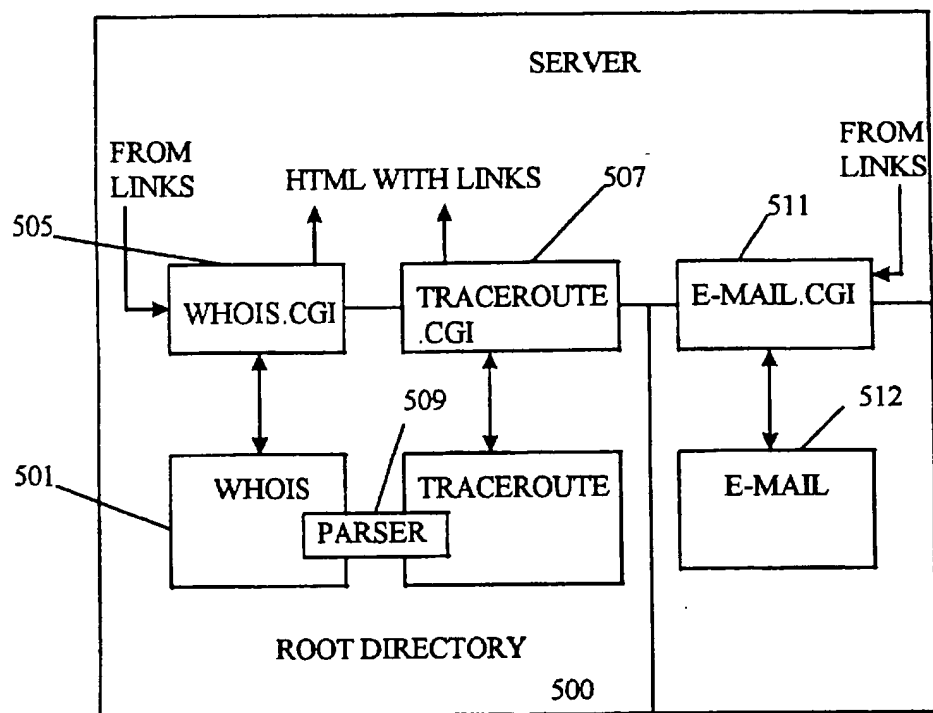 SERVER
FROM
LINKS
HTML WITH LINKS
507
FROM
LINKS
505
511
WHOIS.CGI
TRACEROUTE
.CGI
E-MAIL.CGI
509
512
501
WHOIS
TRACEROUTE
E-MAIL
PARSER
ROOT DIRECTORY
500